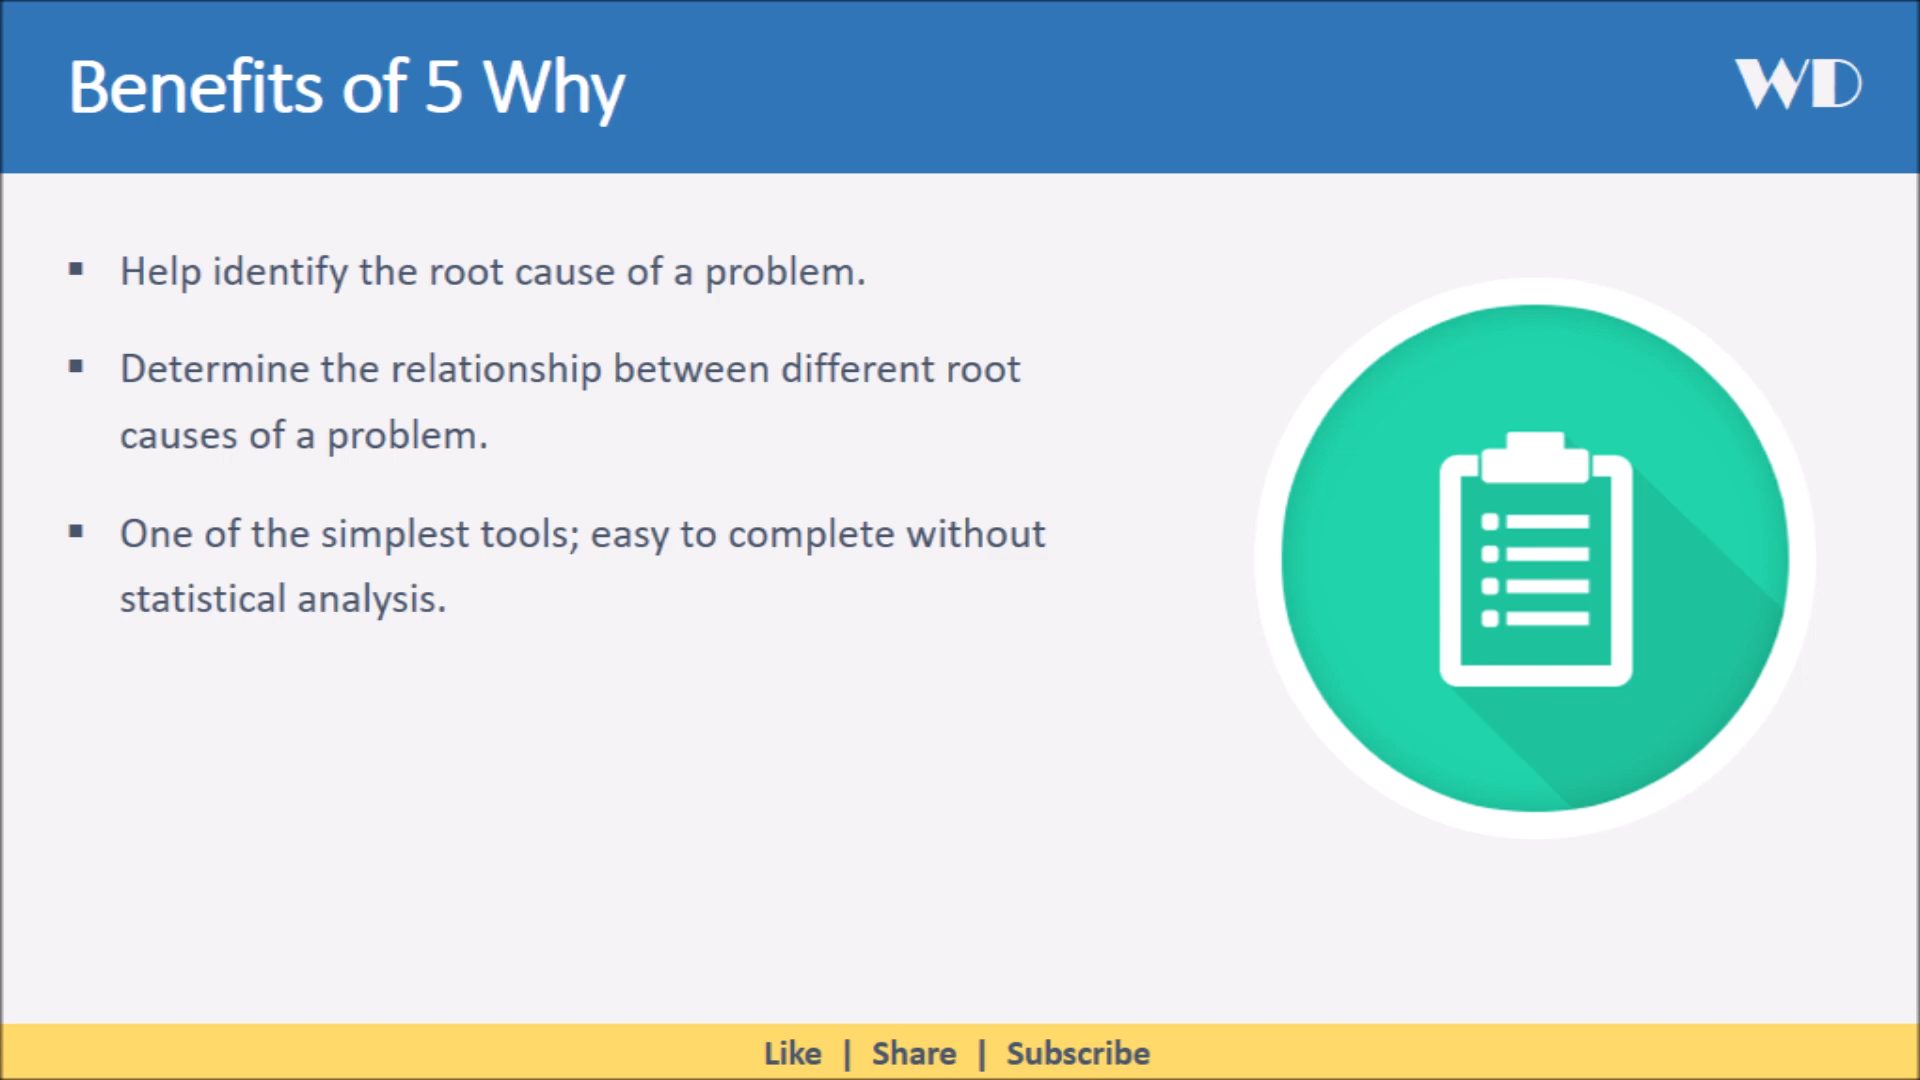 Benefits of 5 Why
WD
▪ Help identify the root cause of a problem.
▪ Determine the relationship between different root
causes of a problem.
▪ One of the simplest tools; easy to complete without
statistical analysis.
Like | Share | Subscribe